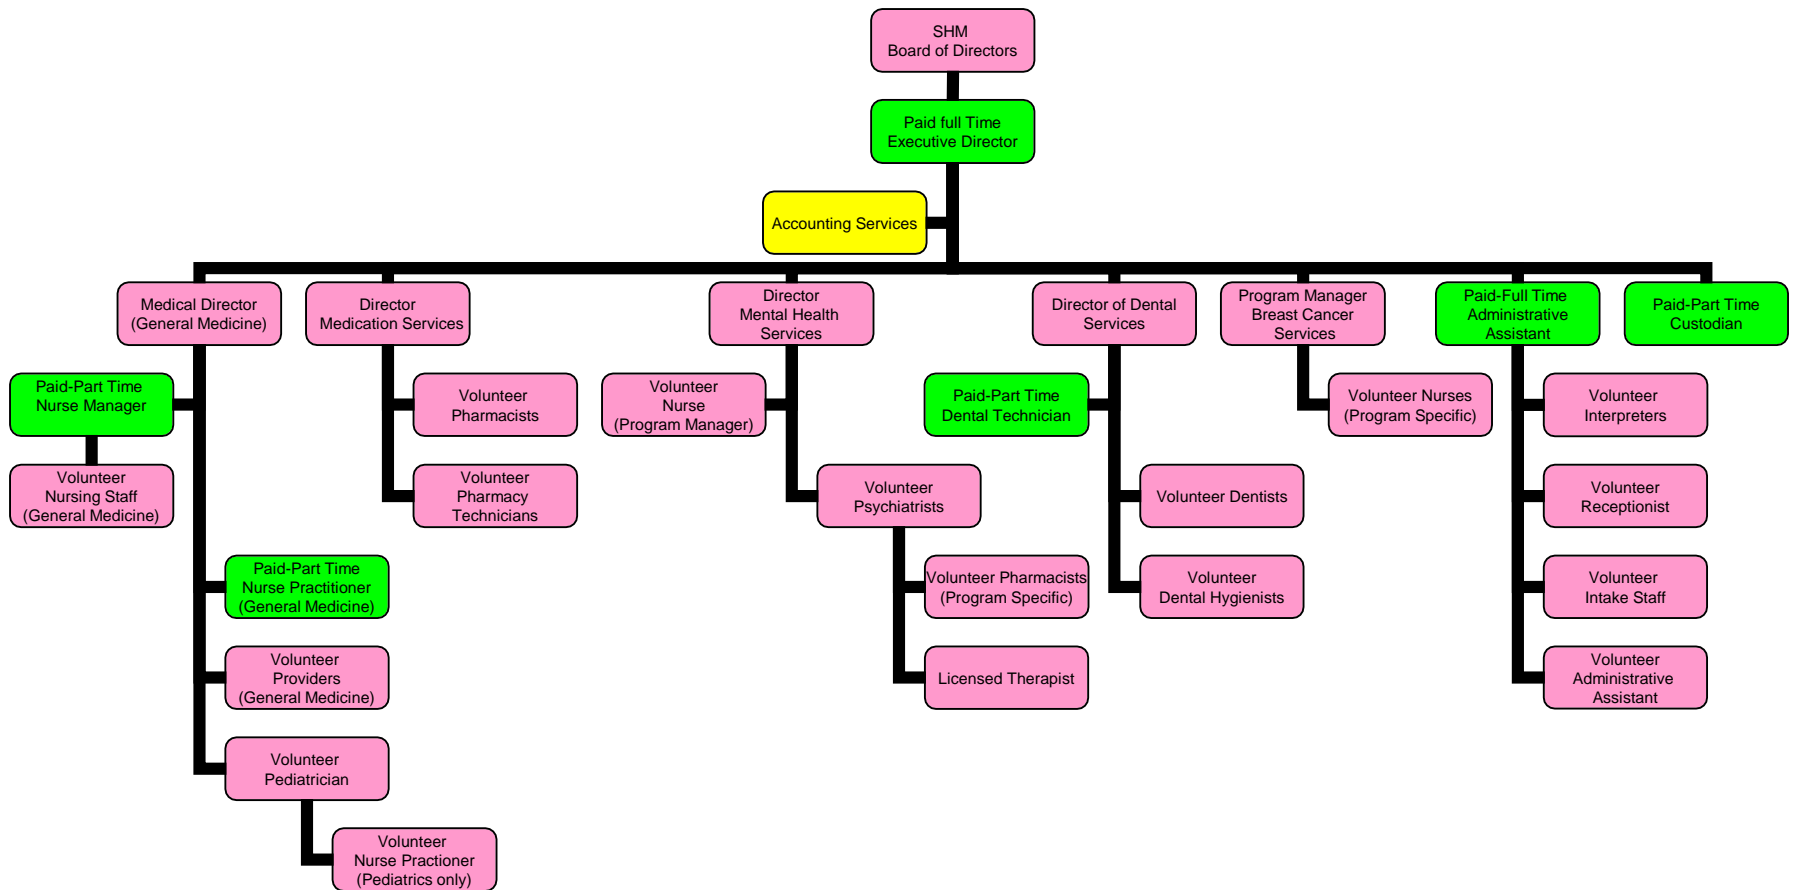 SHM
Board of Directors
Paid full Time
Executive Director
Accounting Services
Medical Director
(General Medicine)
Director
Medication Services
Director
Mental Health
Services
Director of Dental
Services
Program Manager
Breast Cancer
Services
Paid-Full Time
Administrative
Assistant
Paid-Part Time
Custodian
Paid-Part Time
Nurse Manager
Volunteer
Pharmacists
Volunteer
Nurse
(Program Manager)
Paid-Part Time
Dental Technician
Volunteer Nurses
(Program Specific)
Volunteer
Interpreters
Volunteer
Nursing Staff
(General Medicine)
Volunteer
Pharmacy
Technicians
Volunteer
Psychiatrists
Volunteer Dentists
Volunteer
Receptionist
Paid-Part Time
Nurse Practitioner
(General Medicine)
Volunteer Pharmacists
(Program Specific)
Volunteer
Dental Hygienists
Volunteer
Intake Staff
Volunteer
Providers
(General Medicine)
Licensed Therapist
Volunteer
Administrative
Assistant
Volunteer
Pediatrician
Volunteer
Nurse Practioner
(Pediatrics only)